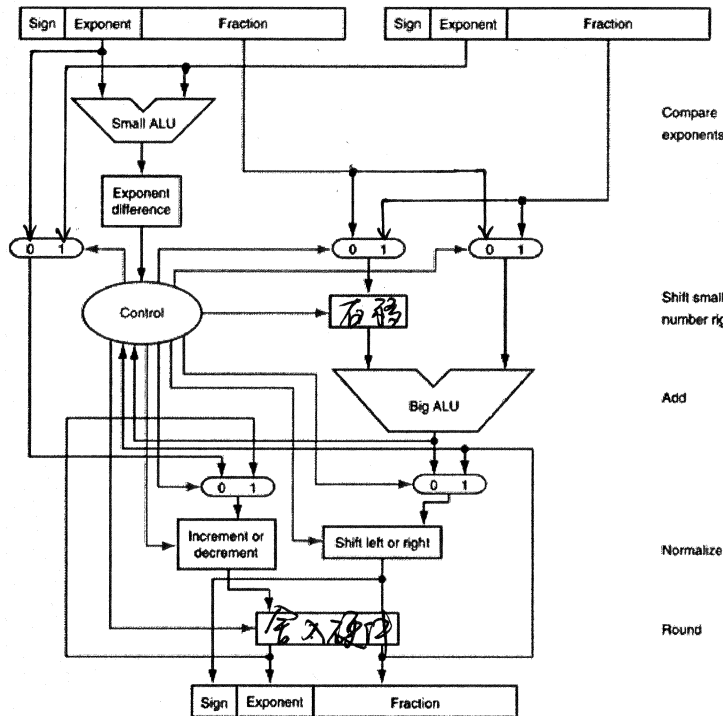 Sign Exponent Fraction Sign Exponent Fraction
Small ALU
Compare
exponents
Exponent
difference
0 1 0 1 0 1
Control
右移
Shift small
number rig
Big ALU
Add
0 1 0 1
Increment or
decrement
Shift left or right
Normalize
Round
Sign Exponent Fraction